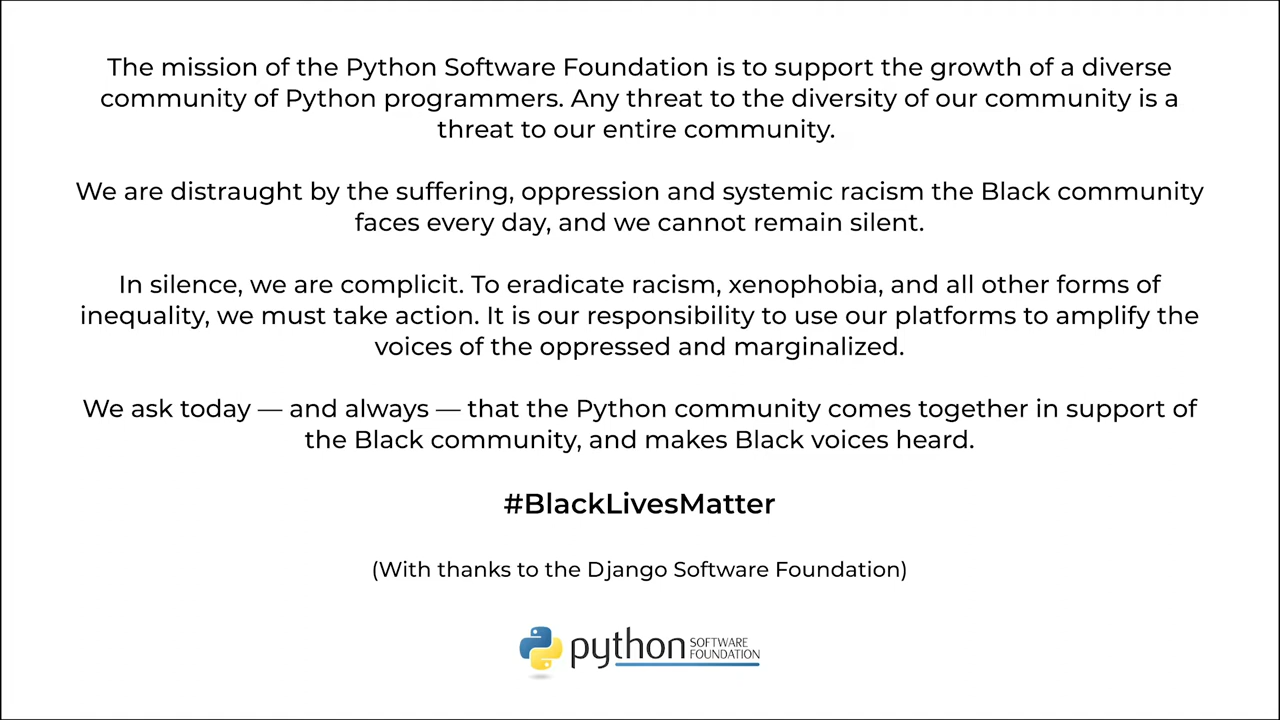 The mission of the Python Software Foundation is to support the growth of a diverse
community of Python programmers. Any threat to the diversity of our community is a
threat to our entire community.
We are distraught by the suffering, oppression and systemic racism the Black community
faces every day, and we cannot remain silent.
In silence, we are complicit. To eradicate racism, xenophobia, and all other forms of
inequality, we must take action. It is our responsibility to use our platforms to amplify the
voices of the oppressed and marginalized.
We ask today — and always — that the Python community comes together in support of
the Black community, and makes Black voices heard.
#BlackLivesMatter
(With thanks to the Django Software Foundation)
python SOFTWARE
FOUNDATION